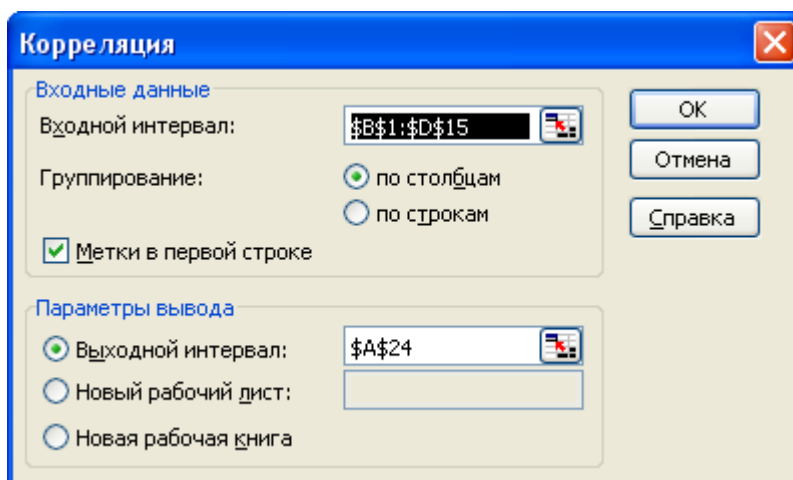 Корреляция
Входные данные
Входной интервал: $B$1:$D$15
Группирование: по столбцам
по строкам
Метки в первой строке
OK
Отмена
Справка
Параметры вывода
Выходной интервал: $A$24
Новый рабочий лист:
Новая рабочая книга